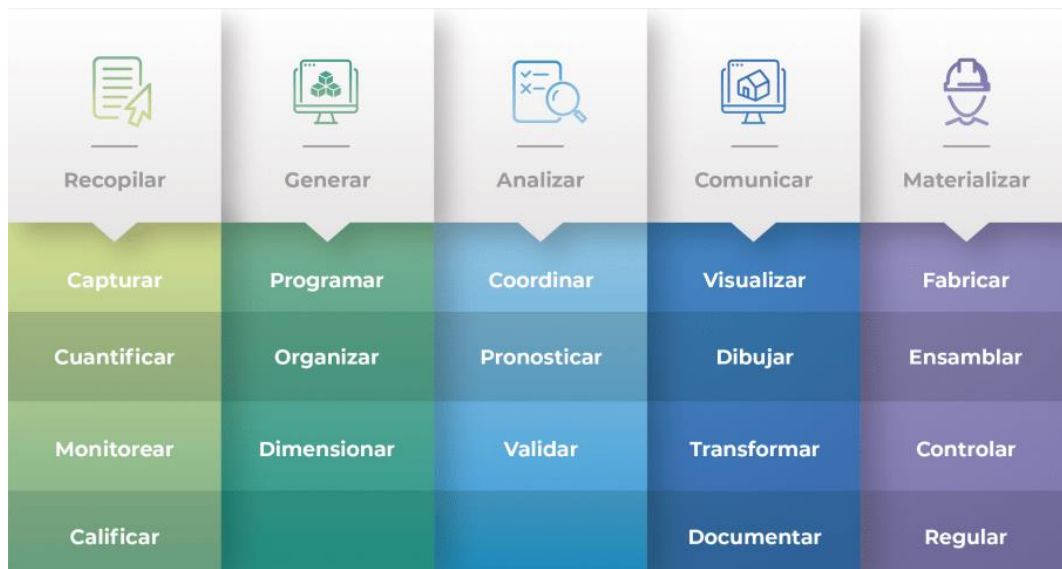 Recopilar
Generar
Analizar
Comunicar
Materializar
Capturar
Programar
Coordinar
Visualizar
Fabricar
Cuantificar
Organizar
Pronosticar
Dibujar
Ensamblar
Monitorear
Dimensionar
Validar
Transformar
Controlar
Calificar
Documentar
Regular